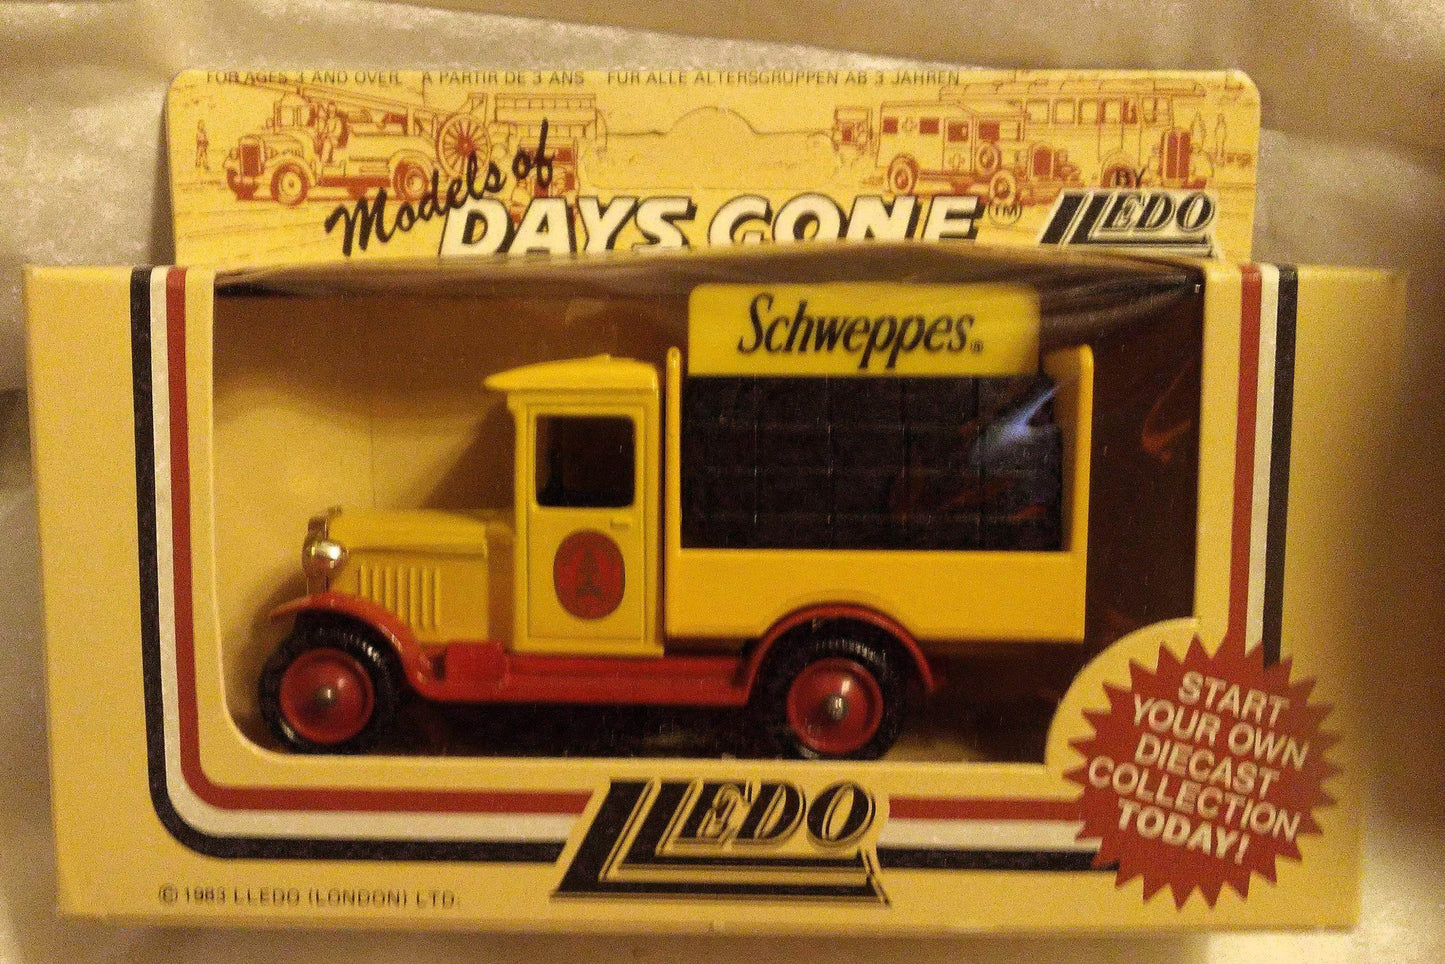 FOR AGES 3 AND OVER. A PARTIR DE 3 ANS FUR ALLE ALTERSGRUPPEN AB 3 JAHREN
Models of
DAYS GONE™
BY
LLEDO
Schweppes®
START
YOUR OWN
DIECAST
COLLECTION
TODAY!
LLEDO
© 1983 LLEDO (LONDON) LTD.